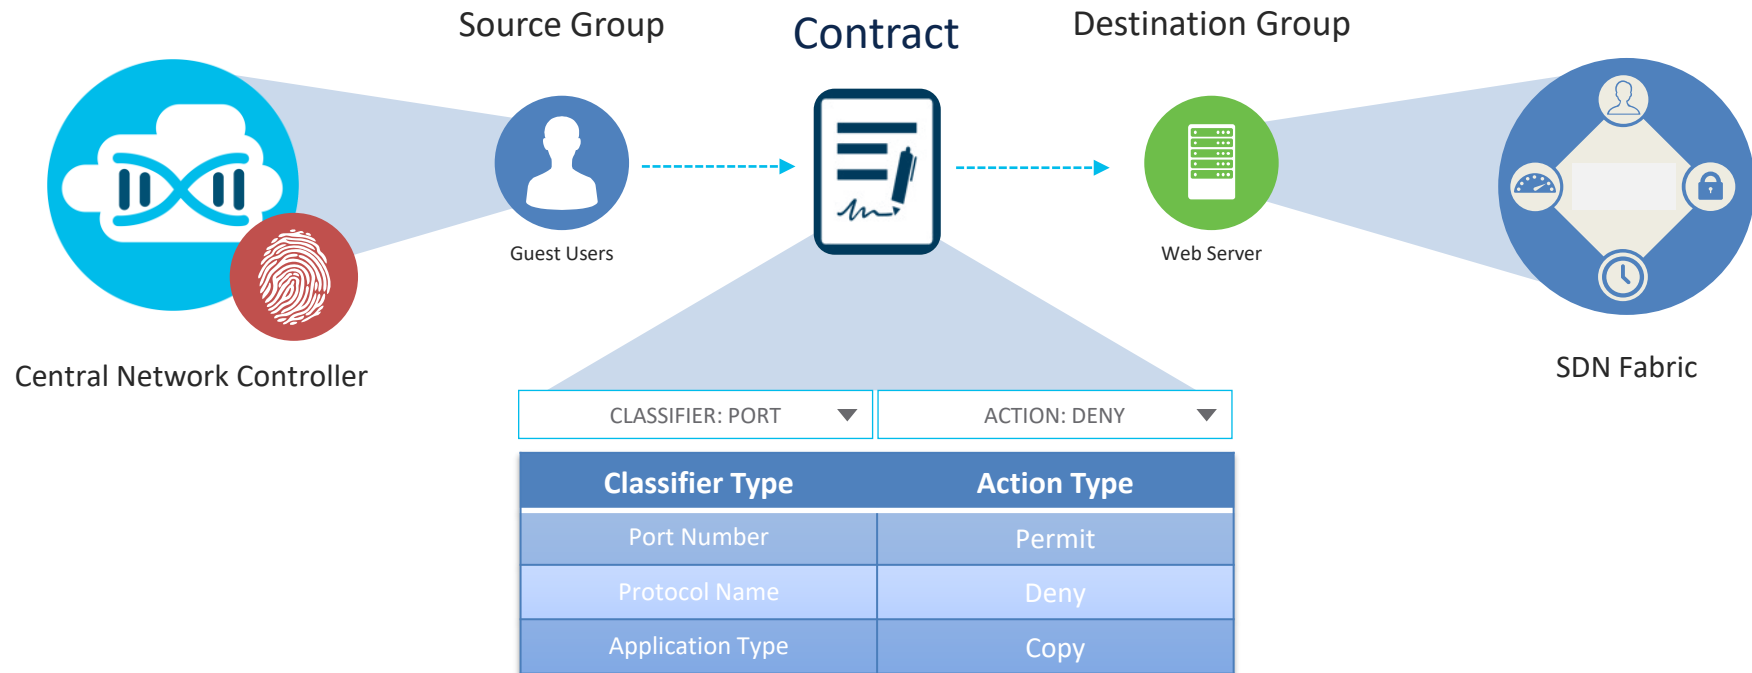 Source Group
Contract
Destination Group
Guest Users
Web Server
Central Network Controller
SDN Fabric
CLASSIFIER: PORT
ACTION: DENY
Classifier Type
Action Type
Port Number
Permit
Protocol Name
Deny
Application Type
Copy